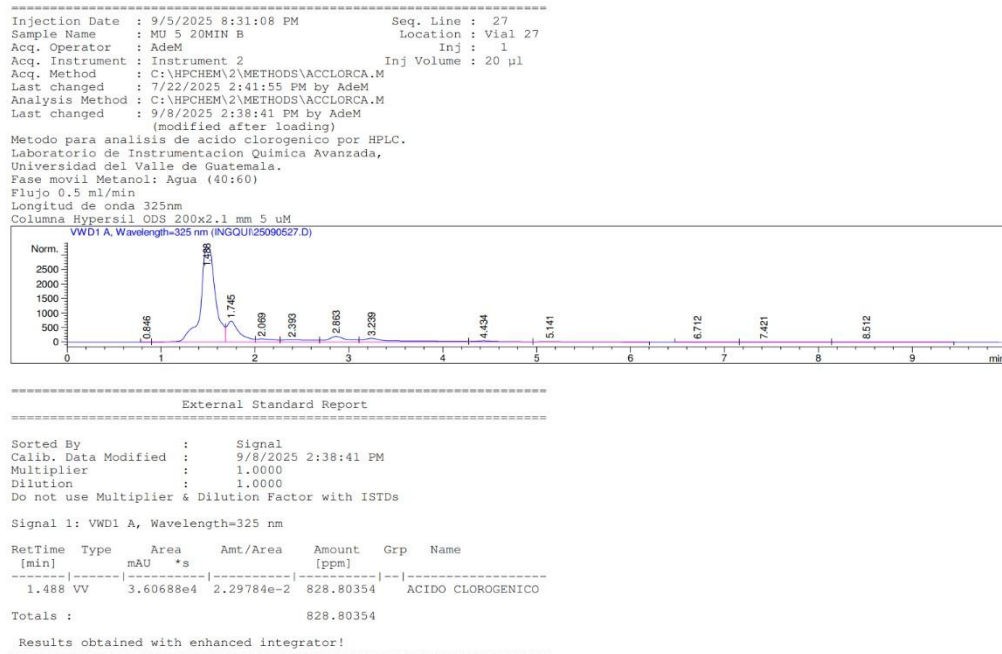 Injection Date : 9/5/2025 8:31:08 PM Seq. Line : 27
Sample Name : MU 5 20MIN B Location : Vial 27
Acq. Operator : AdeM Inj : 1
Acq. Instrument : Instrument 2 Inj Volume : 20 µl
Acq. Method : C:\HPCHEM\2\METHODS\ACCLORCA.M
Last changed : 7/22/2025 2:41:55 PM by AdeM
Analysis Method : C:\HPCHEM\2\METHODS\ACCLORCA.M
Last changed : 9/8/2025 2:38:41 PM by AdeM
(modified after loading)
Metodo para analisis de acido clorogenico por HPLC.
Laboratorio de Instrumentacion Quimica Avanzada,
Universidad del Valle de Guatemala.
Fase movil Metanol: Agua (40:60)
Flujo 0.5 ml/min
Longitud de onda 325nm
Columna Hypersil ODS 200x2.1 mm 5 uM
VWD1 A, Wavelength=325 nm (INGQUI\25090527.D)
Norm.
2500
2000
1500
1000
500
0
0.846
1.488
1.745
2.069
2.393
2.863
3.239
4.434
5.141
6.712
7.421
8.512
0 1 2 3 4 5 6 7 8 9 min
External Standard Report
Sorted By : Signal
Calib. Data Modified : 9/8/2025 2:38:41 PM
Multiplier : 1.0000
Dilution : 1.0000
Do not use Multiplier & Dilution Factor with ISTDs
Signal 1: VWD1 A, Wavelength=325 nm
RetTime Type Area Amt/Area Amount Grp Name
[min] mAU *s [ppm]
1.488 VV 3.60688e4 2.29784e-2 828.80354 ACIDO CLOROGENICO
Totals : 828.80354
Results obtained with enhanced integrator!